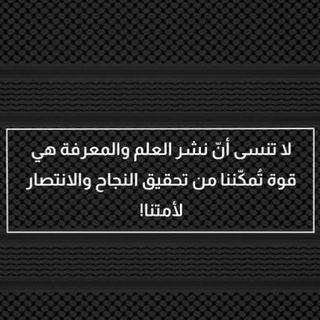 لا تنسى أنّ نشر العلم والمعرفة هي
قوة تُمكّننا من تحقيق النجاح والانتصار
لأمتنا!